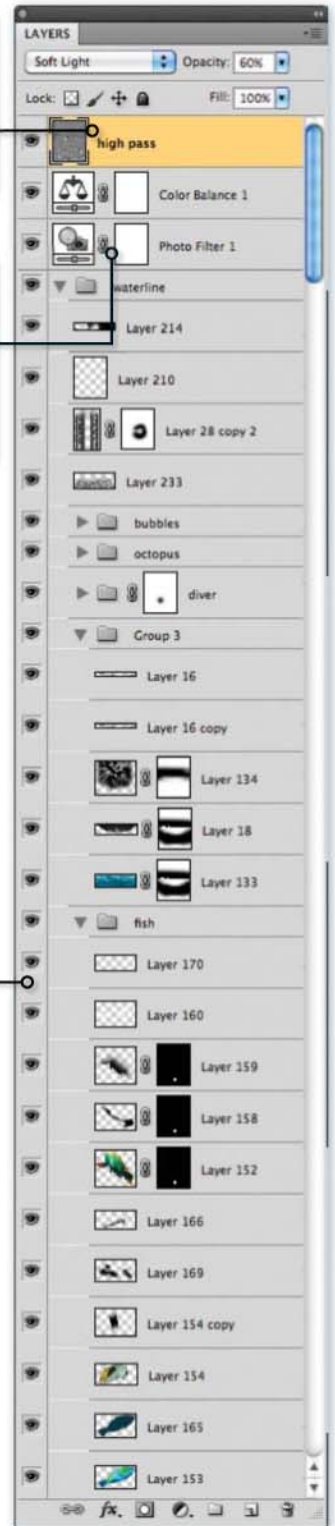 LAYERS
Soft Light Opacity: 60%
Lock: Fill: 100%
high pass
Color Balance 1
Photo Filter 1
waterline
Layer 214
Layer 210
Layer 28 copy 2
Layer 233
bubbles
octopus
diver
Group 3
Layer 16
Layer 16 copy
Layer 134
Layer 18
Layer 133
fish
Layer 170
Layer 160
Layer 159
Layer 158
Layer 152
Layer 166
Layer 169
Layer 154 copy
Layer 154
Layer 165
Layer 153
fx.